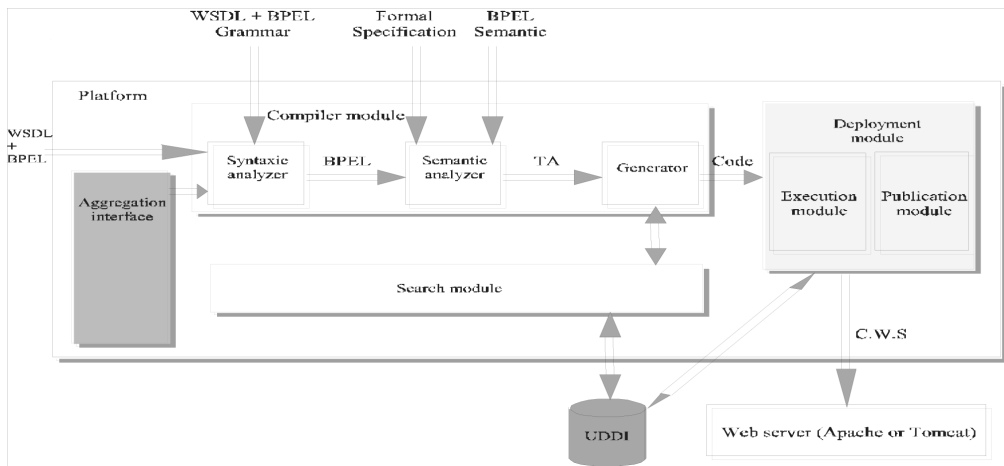 WSDL + BPEL
Grammar
Formal
Specification
BPEL
Semantic
Platform
Compiler module
WSDL
+
BPEL
Syntaxic
analyzer
BPEL
Semantic
analyzer
TA
Generator
Code
Deployment
module
Execution
module
Publication
module
Aggregation
interface
Search module
C.W.S
UDDI
Web server (Apache or Tomcat)